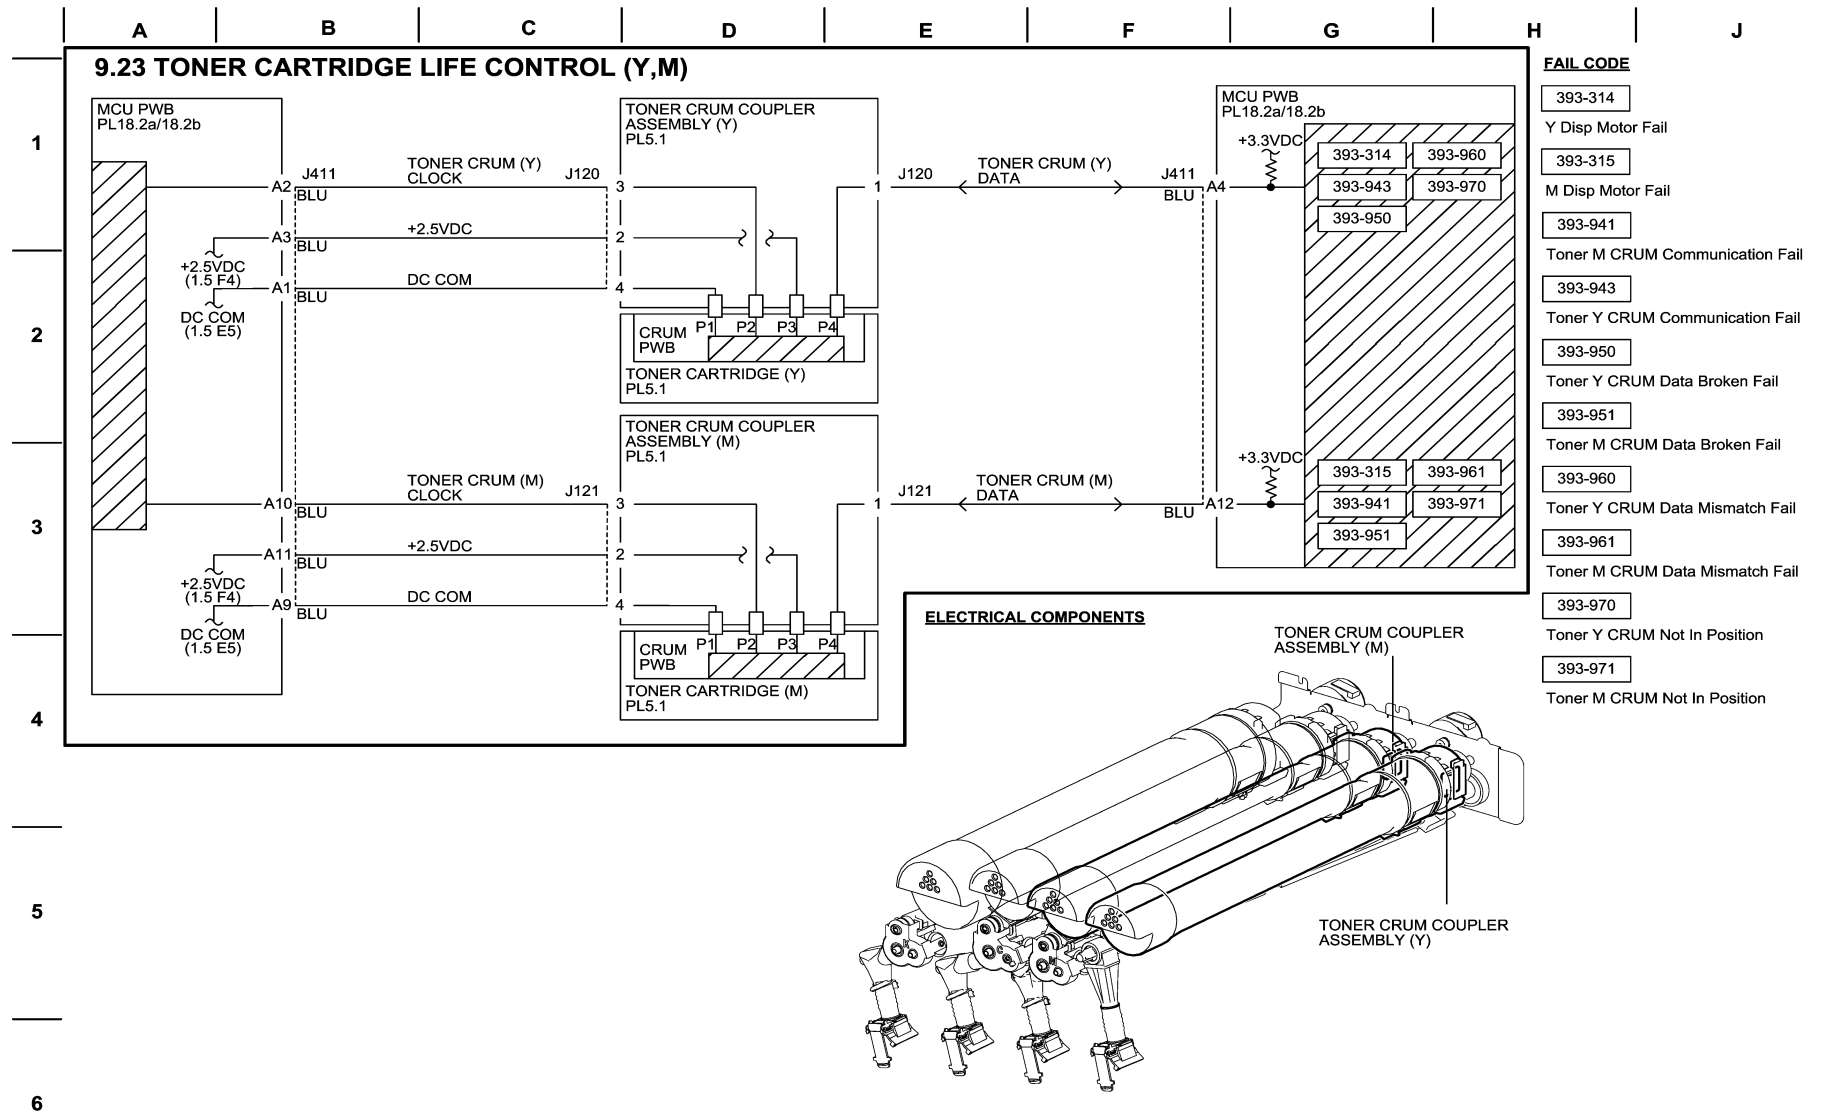 A B C D E F G H J
1
2
3
4
5
6
9.23 TONER CARTRIDGE LIFE CONTROL (Y,M)
MCU PWB
PL18.2a/18.2b
A2
J411
BLU
TONER CRUM (Y)
CLOCK
J120
3
A3
BLU
+2.5VDC
2
+2.5VDC
(1.5 F4)
A1
BLU
DC COM
4
DC COM
(1.5 E5)
TONER CRUM COUPLER
ASSEMBLY (Y)
PL5.1
1
J120
TONER CRUM (Y)
DATA
J411
BLU
A4
P1 P2 P3 P4
CRUM
PWB
TONER CARTRIDGE (Y)
PL5.1
MCU PWB
PL18.2a/18.2b
+3.3VDC
393-314 393-960
393-943 393-970
393-950
A10
BLU
TONER CRUM (M)
CLOCK
J121
3
A11
BLU
+2.5VDC
2
+2.5VDC
(1.5 F4)
A9
BLU
DC COM
4
DC COM
(1.5 E5)
TONER CRUM COUPLER
ASSEMBLY (M)
PL5.1
1
J121
TONER CRUM (M)
DATA
BLU
A12
P1 P2 P3 P4
CRUM
PWB
TONER CARTRIDGE (M)
PL5.1
+3.3VDC
393-315 393-961
393-941 393-971
393-951
FAIL CODE
393-314
Y Disp Motor Fail
393-315
M Disp Motor Fail
393-941
Toner M CRUM Communication Fail
393-943
Toner Y CRUM Communication Fail
393-950
Toner Y CRUM Data Broken Fail
393-951
Toner M CRUM Data Broken Fail
393-960
Toner Y CRUM Data Mismatch Fail
393-961
Toner M CRUM Data Mismatch Fail
393-970
Toner Y CRUM Not In Position
393-971
Toner M CRUM Not In Position
ELECTRICAL COMPONENTS
TONER CRUM COUPLER
ASSEMBLY (M)
TONER CRUM COUPLER
ASSEMBLY (Y)
K
C
M